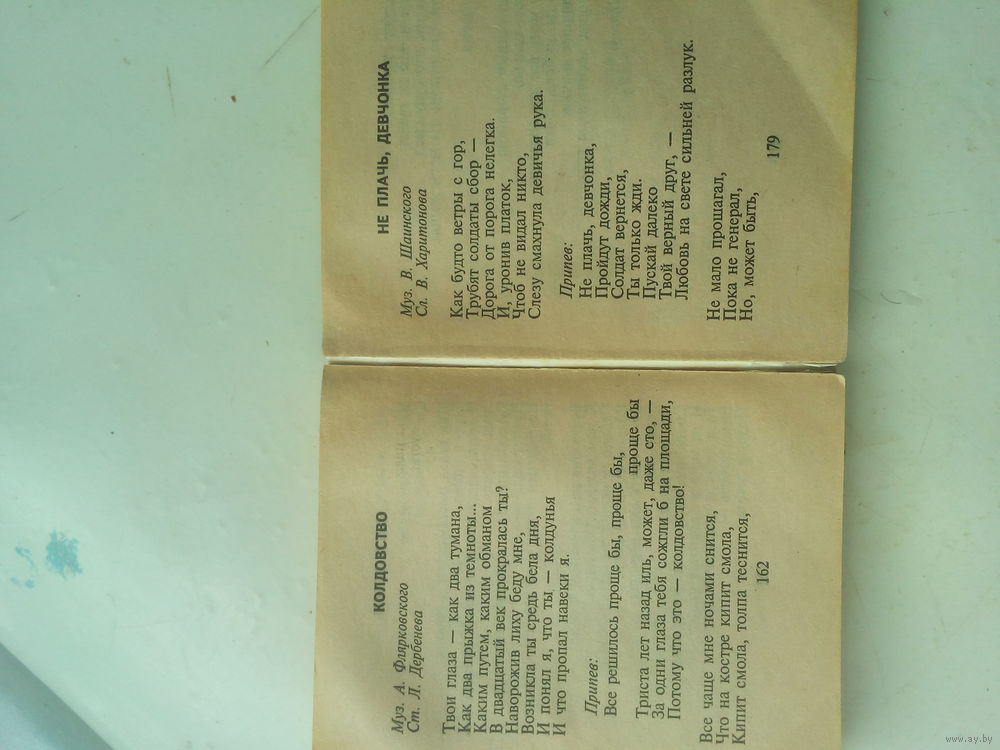 КОЛДОВСТВО
Муз. А. Флярковского
Ст. Л. Дербенева
Твои глаза — как два тумана,
Как два прыжка из темноты...
Каким путем, каким обманом
В двадцатый век прокралась ты?
Наворожив лиху беду мне,
Возникла ты средь бела дня,
И понял я, что ты — колдунья
И что пропал навеки я.
Припев:
Все решилось проще бы, проще бы,
проще бы
Триста лет назад иль, может, даже сто, —
За одни глаза тебя сожгли б на площади,
Потому что это — колдовство!
Все чаще мне ночами снится,
Что на костре кипит смола,
Кипит смола, толпа теснится,
162
НЕ ПЛАЧЬ, ДЕВЧОНКА
Муз. В. Шаинского
Сл. В. Харитонова
Как будто ветры с гор,
Трубят солдаты сбор —
Дорога от порога нелегка.
И, уронив платок,
Чтоб не видал никто,
Слезу смахнула девичья рука.
Припев:
Не плачь, девчонка,
Пройдут дожди,
Солдат вернется,
Ты только жди.
Пускай далеко
Твой верный друг, —
Любовь на свете сильней разлук.
Не мало прошагал,
Пока не генерал,
Но, может быть,
179
www.ay.by